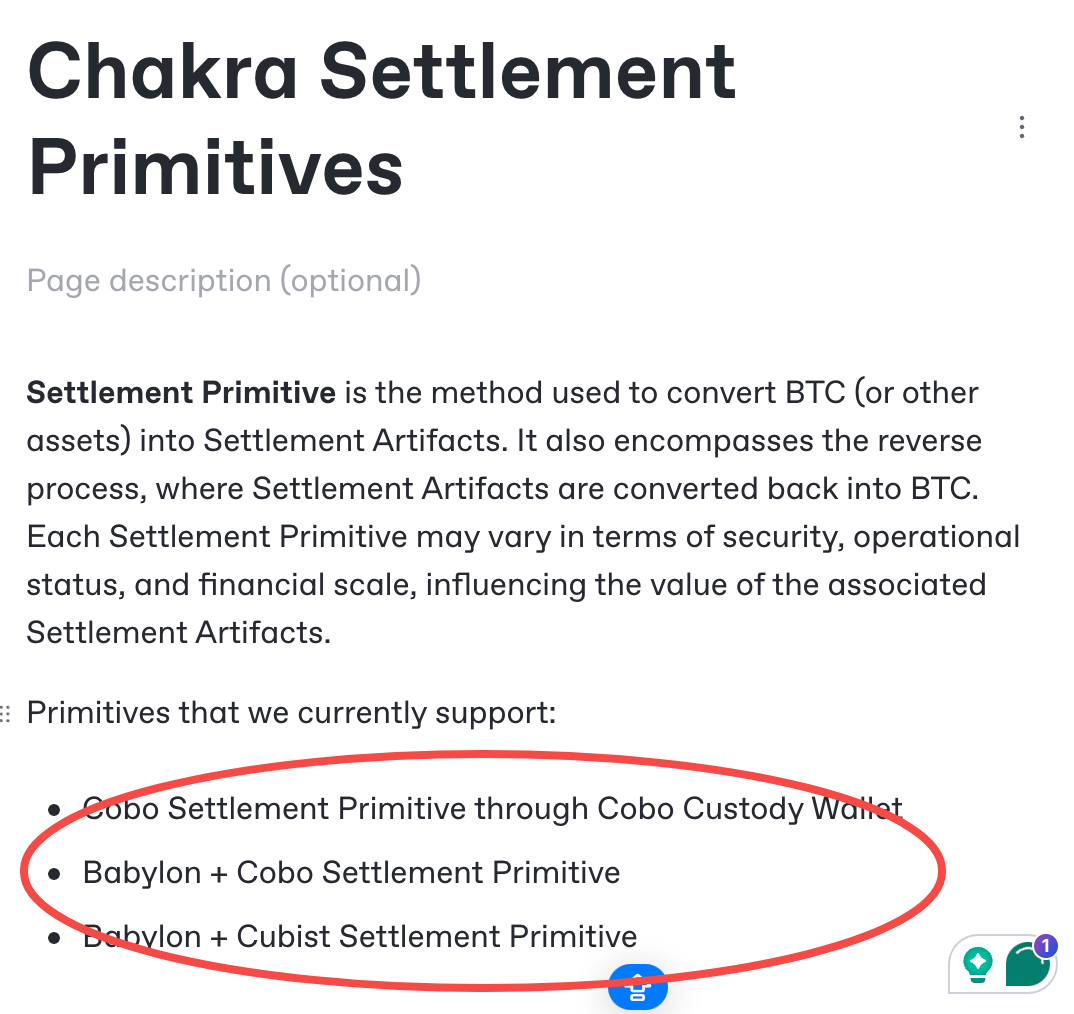 Chakra Settlement
Primitives
Page description (optional)
Settlement Primitive is the method used to convert BTC (or other
assets) into Settlement Artifacts. It also encompasses the reverse
process, where Settlement Artifacts are converted back into BTC.
Each Settlement Primitive may vary in terms of security, operational
status, and financial scale, influencing the value of the associated
Settlement Artifacts.
Primitives that we currently support:
• Cobo Settlement Primitive through Cobo Custody Wallet
• Babylon + Cobo Settlement Primitive
• Babylon + Cubist Settlement Primitive
1